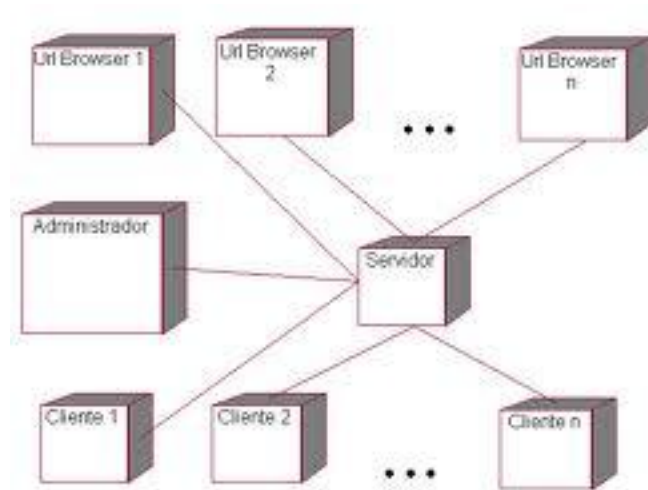 Url Browser 1
Url Browser
2
Url Browser
n
Administrador
Servidor
Cliente 1
Cliente 2
Cliente n